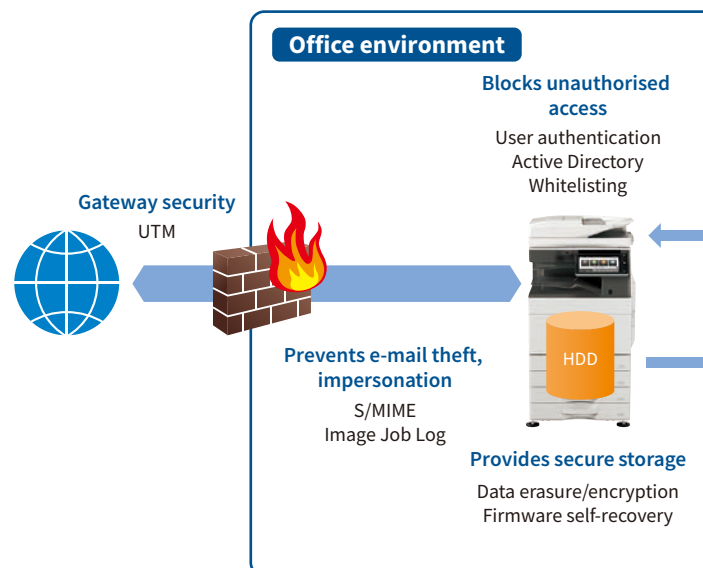 Office environment
Blocks unauthorised
access
User authentication
Active Directory
Whitelisting
Gateway security
UTM
HDD
Prevents e-mail theft,
impersonation
S/MIME
Image Job Log
Provides secure storage
Data erasure/encryption
Firmware self-recovery